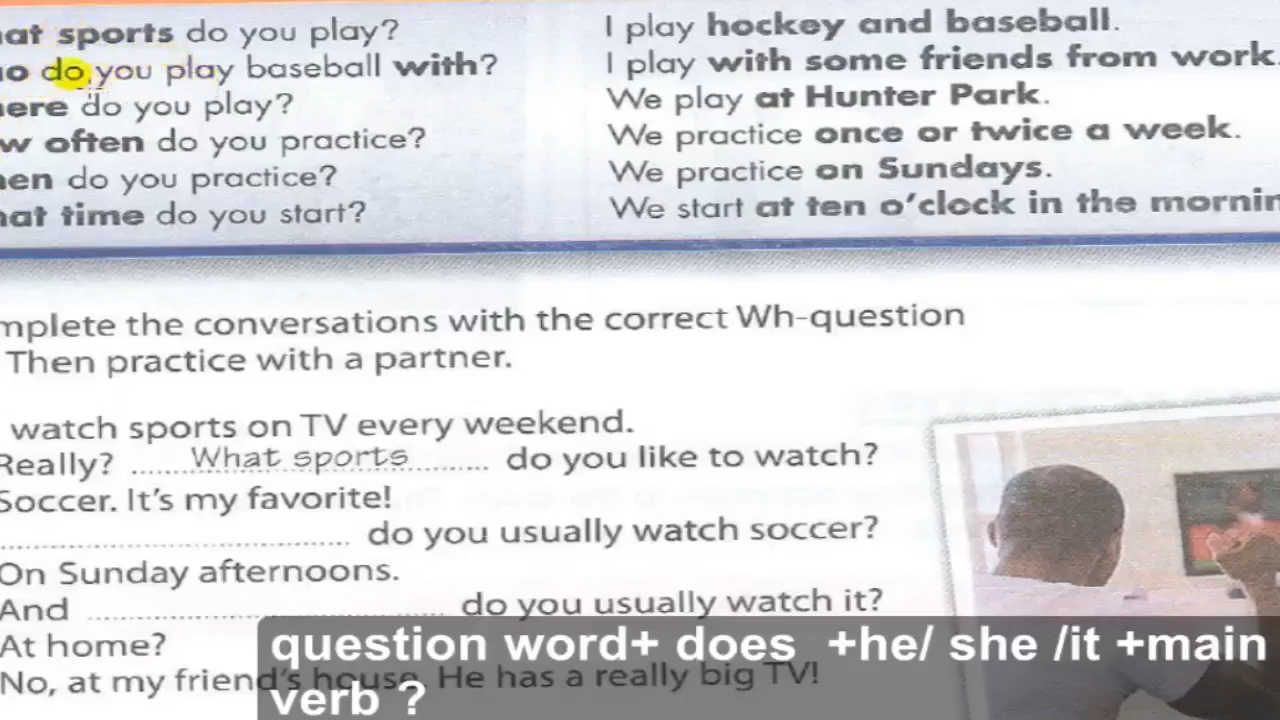 at sports do you play? I play hockey and baseball.
o do you play baseball with? I play with some friends from work.
ere do you play? We play at Hunter Park.
w often do you practice? We practice once or twice a week.
en do you practice? We practice on Sundays.
hat time do you start? We start at ten o'clock in the mornin
mplete the conversations with the correct Wh-question
Then practice with a partner.
watch sports on TV every weekend.
Really? What sports do you like to watch?
Soccer. It's my favorite!
do you usually watch soccer?
On Sunday afternoons.
And do you usually watch it?
At home?
No, at my friend's house. He has a really big TV!
question word+ does +he/ she /it +main
verb ?